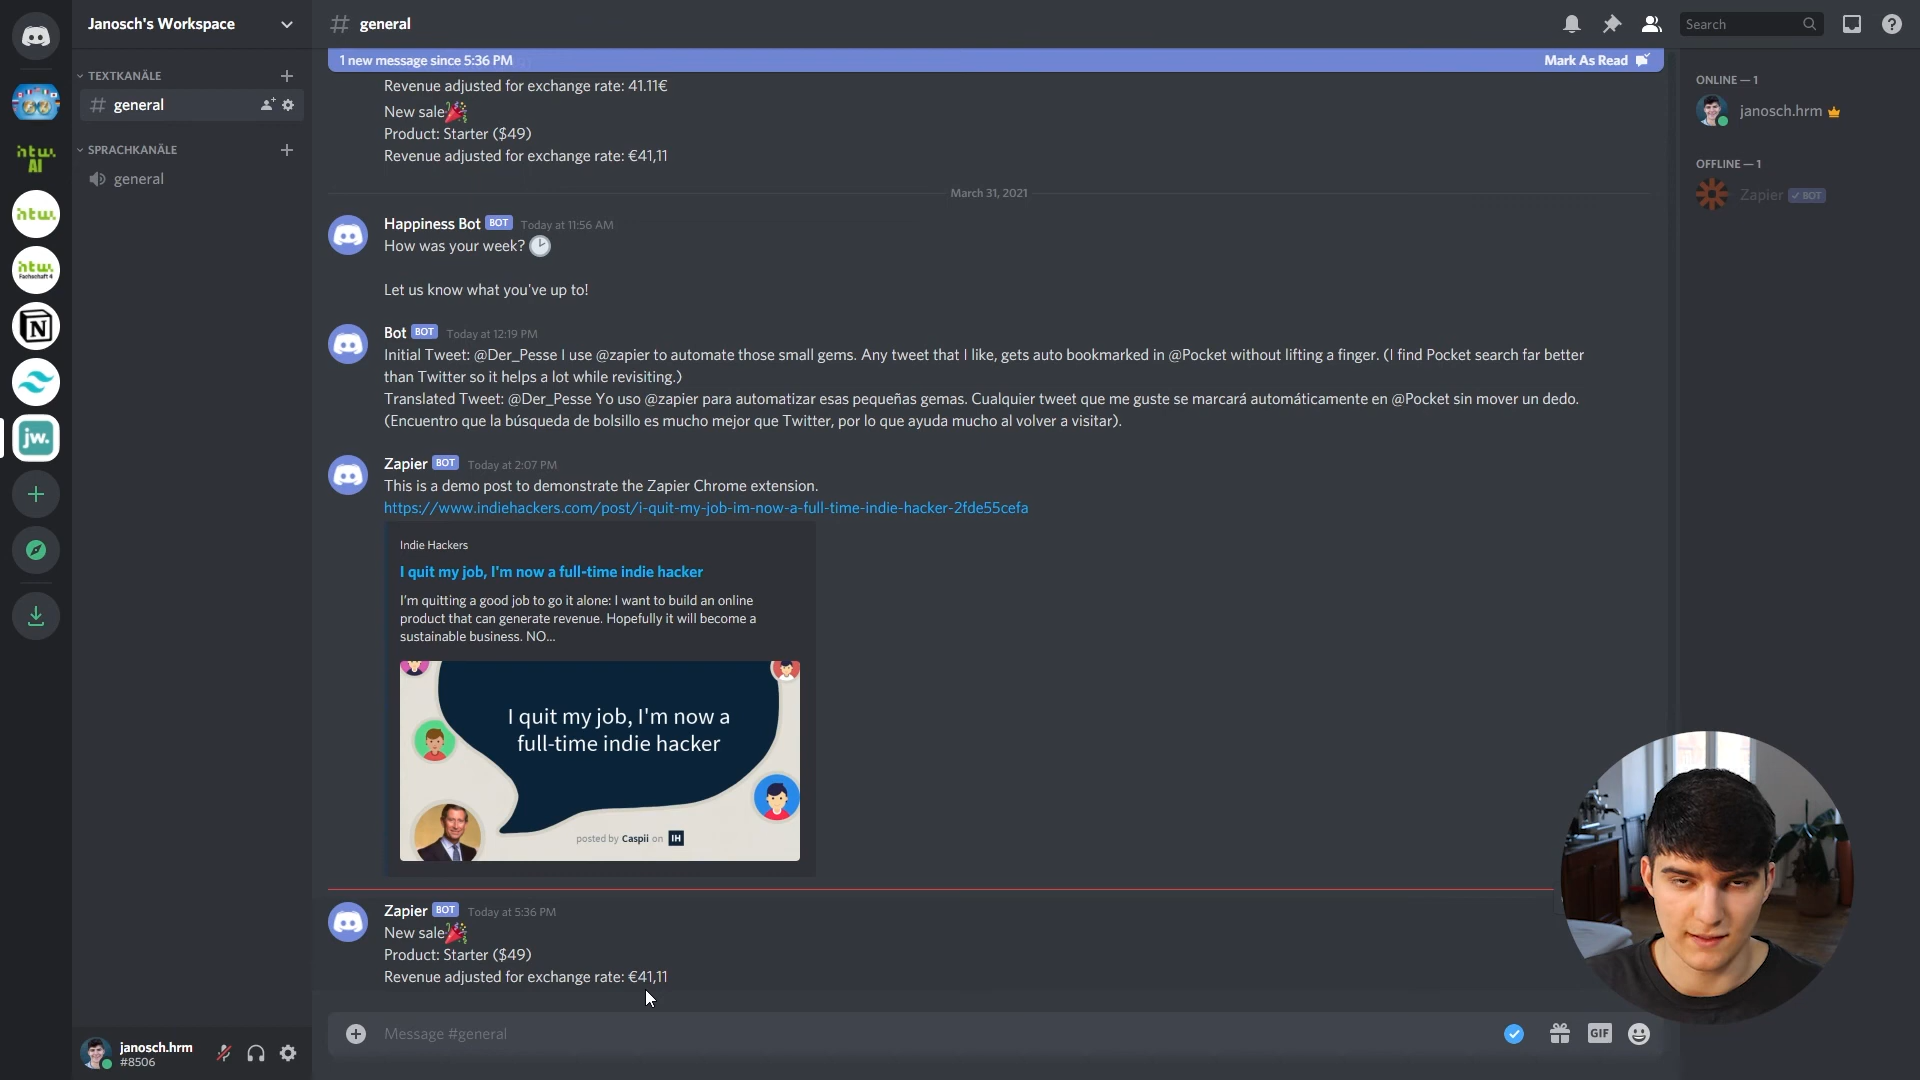 Janosch's Workspace
TEXTKANÄLE
general
SPRACHKANÄLE
general
htw.
AI
htw.
htw.
Fachschaft 4
N
jw.
janosch.hrm
#8506
general
Search
1 new message since 5:36 PM
Mark As Read
Revenue adjusted for exchange rate: 41.11€
New sale🎉
Product: Starter ($49)
Revenue adjusted for exchange rate: €41,11
March 31, 2021
Happiness Bot BOT Today at 11:56 AM
How was your week? 🕑
Let us know what you've up to!
Bot BOT Today at 12:19 PM
Initial Tweet: @Der_Pesse I use @zapier to automate those small gems. Any tweet that I like, gets auto bookmarked in @Pocket without lifting a finger. (I find Pocket search far better
than Twitter so it helps a lot while revisiting.)
Translated Tweet: @Der_Pesse Yo uso @zapier para automatizar esas pequeñas gemas. Cualquier tweet que me guste se marcará automáticamente en @Pocket sin mover un dedo.
(Encuentro que la búsqueda de bolsillo es mucho mejor que Twitter, por lo que ayuda mucho al volver a visitar).
Zapier BOT Today at 2:07 PM
This is a demo post to demonstrate the Zapier Chrome extension.
https://www.indiehackers.com/post/i-quit-my-job-im-now-a-full-time-indie-hacker-2fde55cefa
Indie Hackers
I quit my job, I'm now a full-time indie hacker
I'm quitting a good job to go it alone: I want to build an online
product that can generate revenue. Hopefully it will become a
sustainable business. NO...
I quit my job, I'm now a
full-time indie hacker
posted by Caspii on IH
Zapier BOT Today at 5:36 PM
New sale🎉
Product: Starter ($49)
Revenue adjusted for exchange rate: €41,11
Message #general
GIF
ONLINE — 1
janosch.hrm
OFFLINE — 1
Zapier ✓ BOT